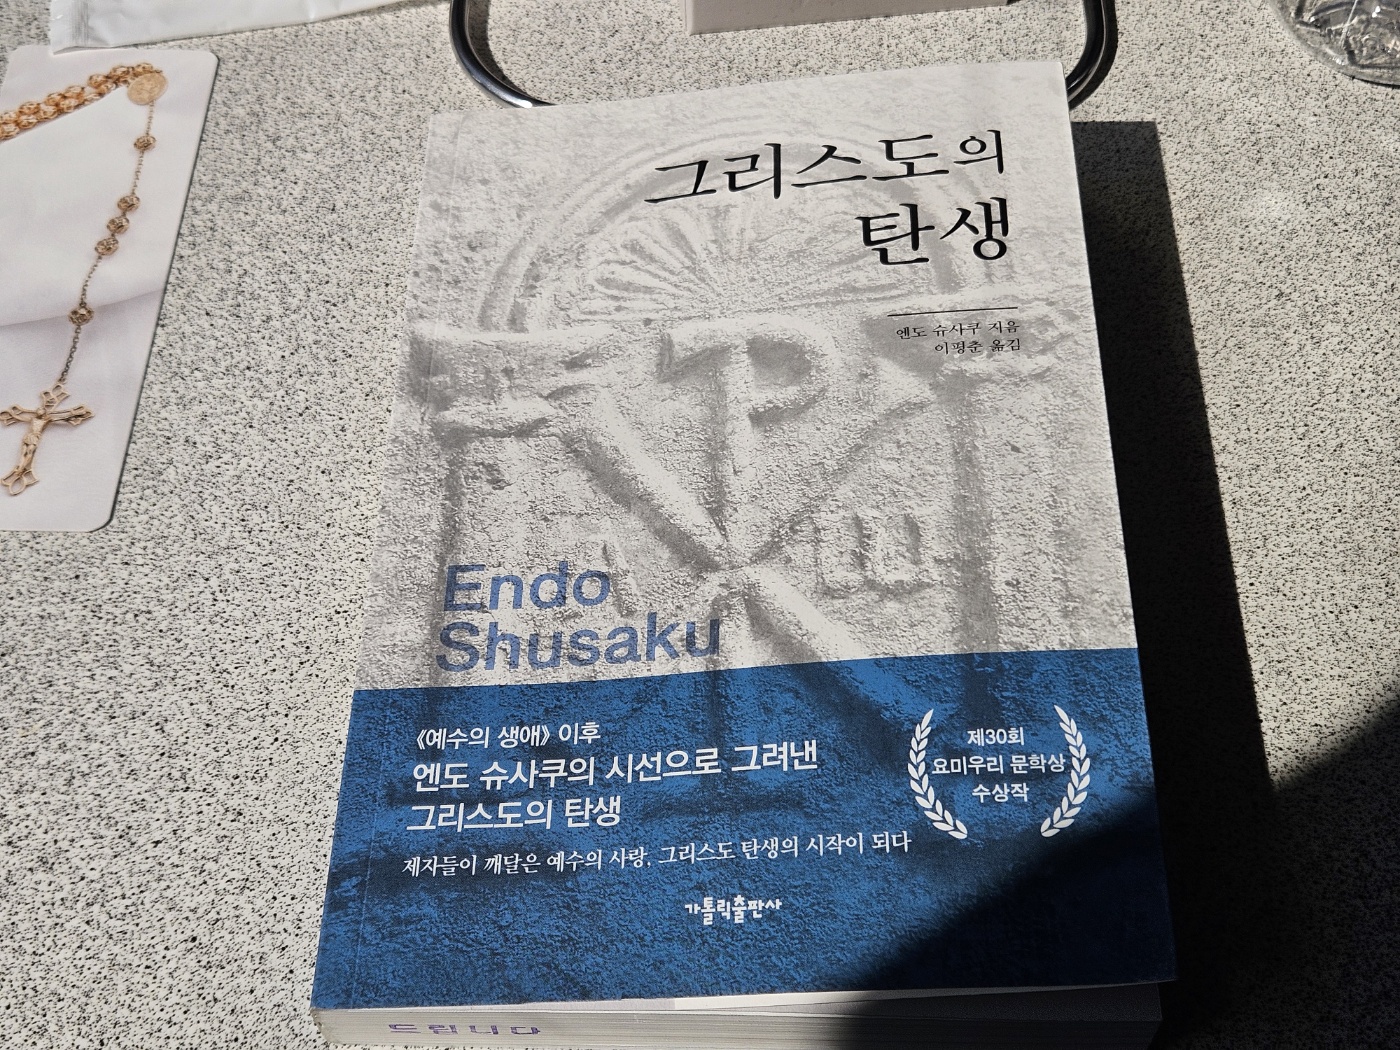 그리스도의
탄생
엔도 슈사쿠 지음
이평춘 옮김
Endo
Shusaku
《예수의 생애》 이후
엔도 슈사쿠의 시선으로 그려낸
그리스도의 탄생
제자들이 깨달은 예수의 사랑, 그리스도 탄생의 시작이 되다
제30회
요미우리 문학상
수상작
가톨릭출판사
드립니다